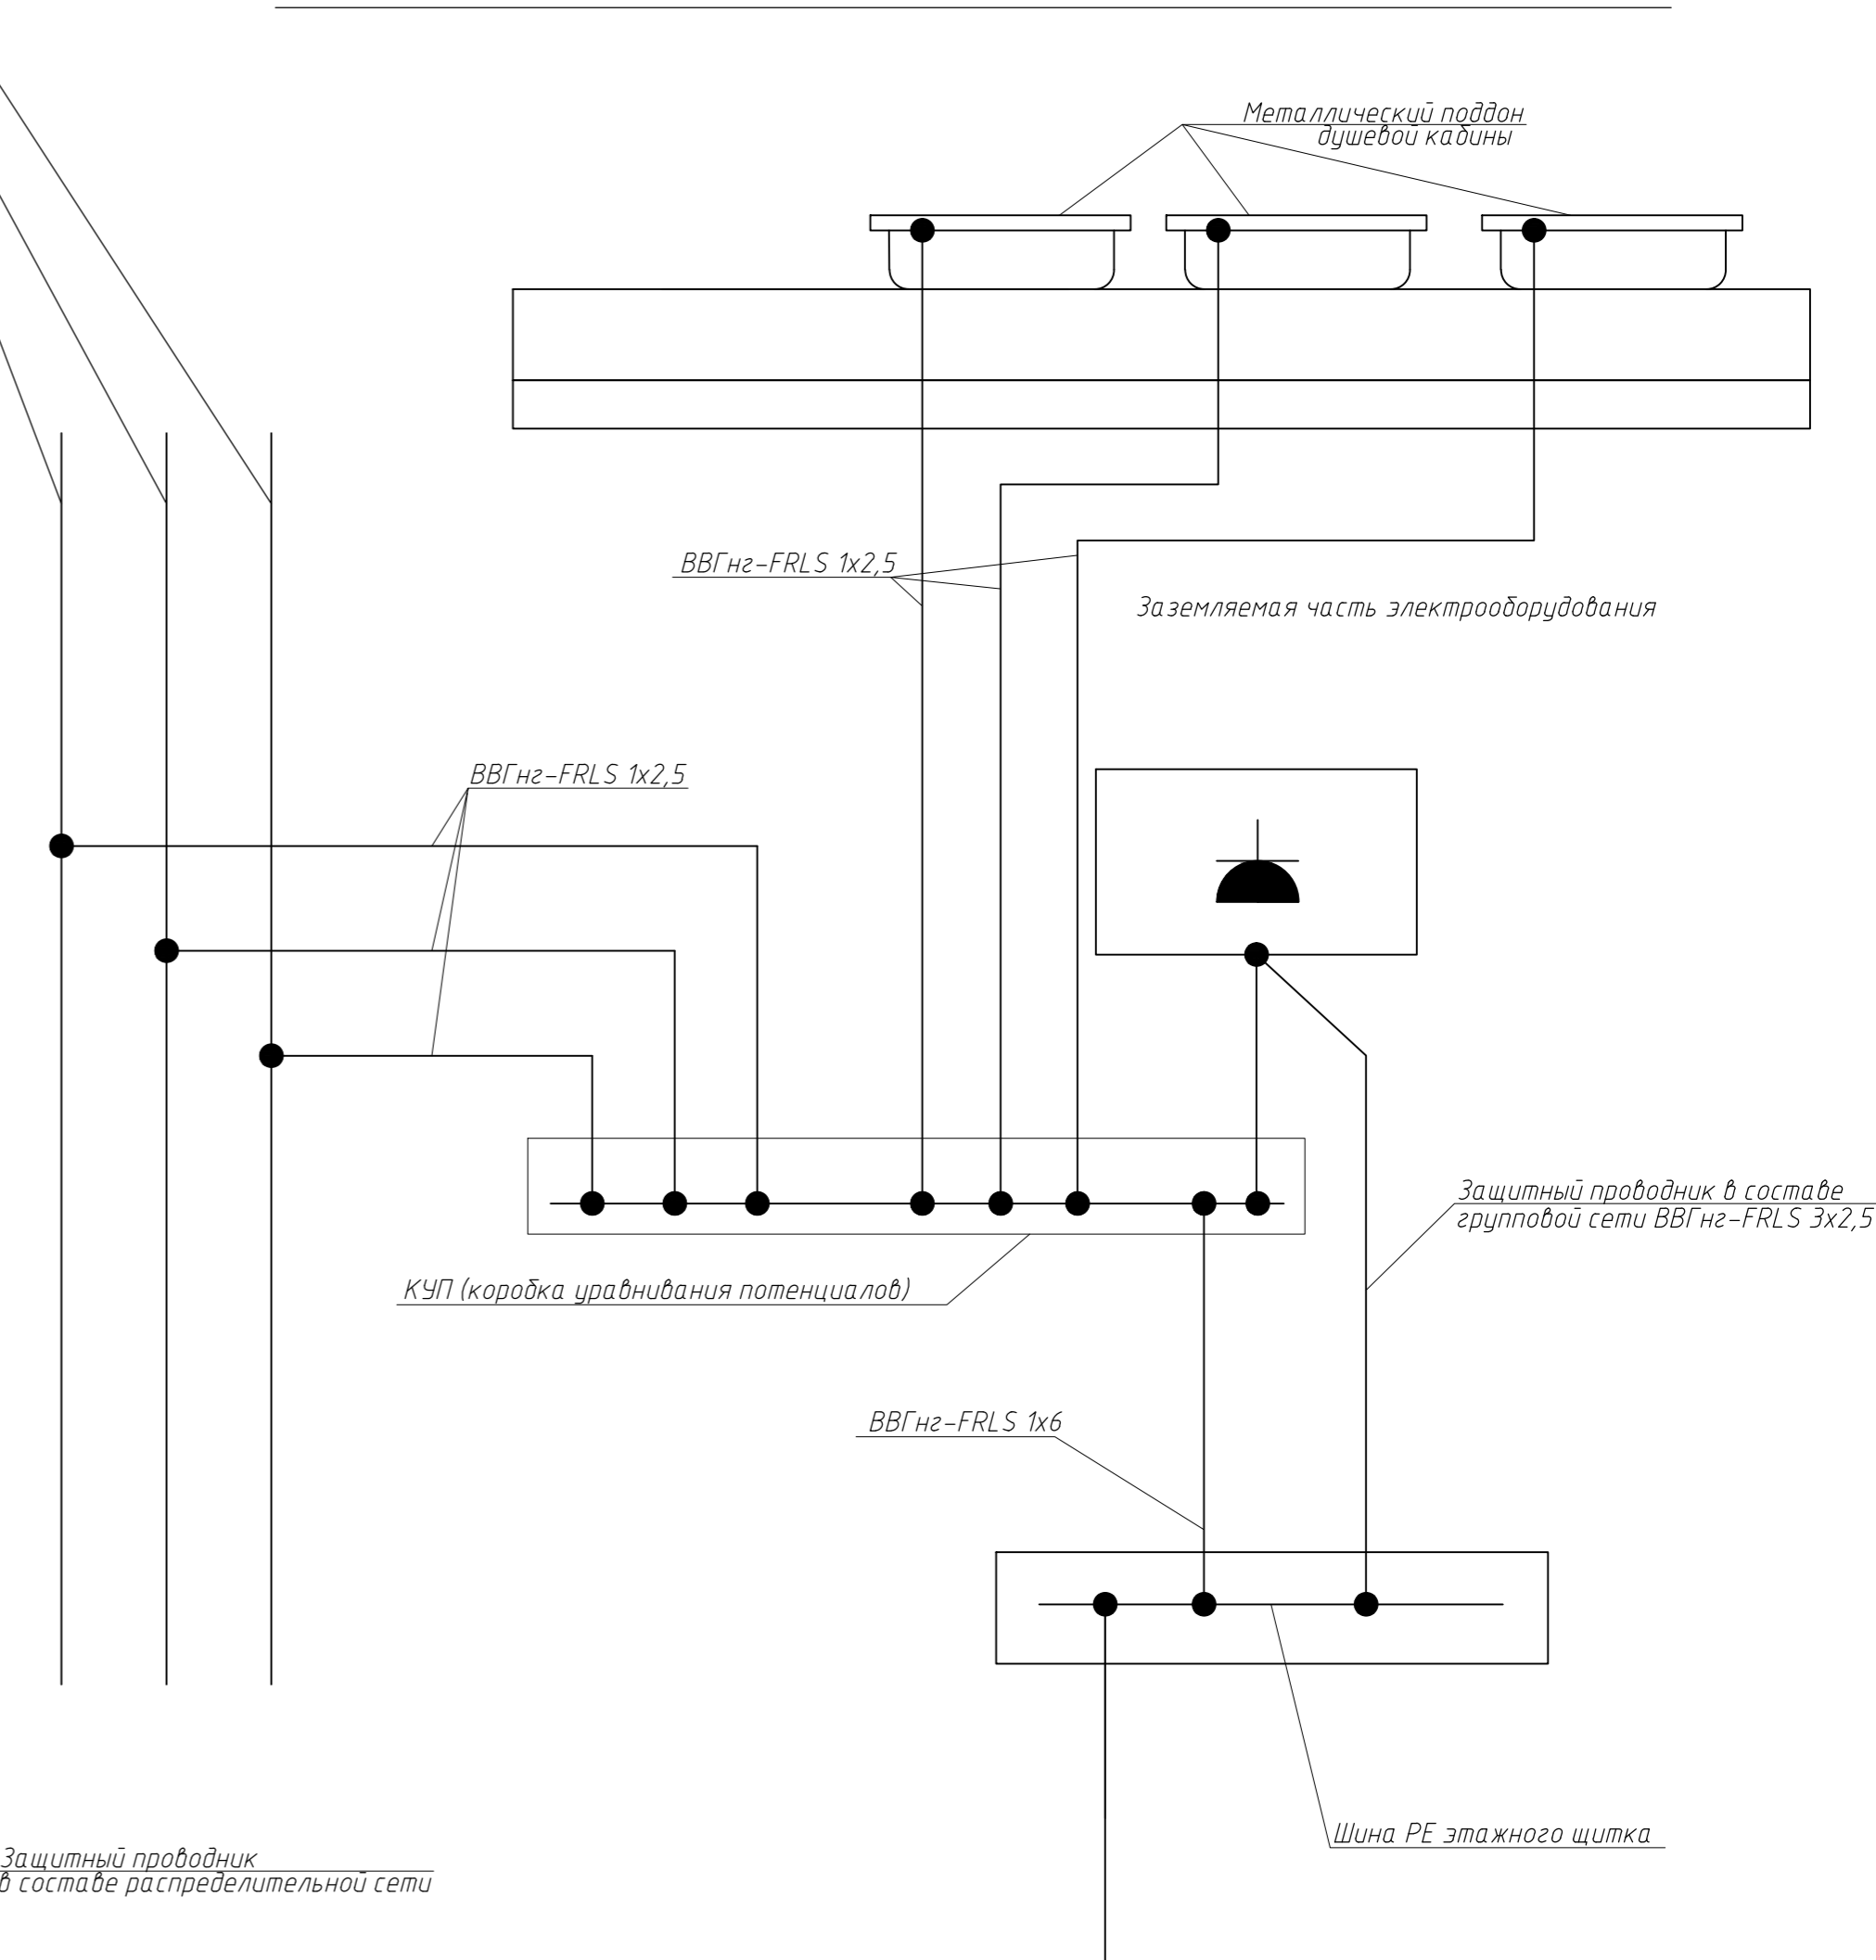 Металлический поддон
душевой кабины
ВВГнг-FRLS 1х2,5
Заземляемая часть электрооборудования
ВВГнг-FRLS 1х2,5
Защитный проводник в составе
групповой сети ВВГнг-FRLS 3х2,5
КУП (коробка уравнивания потенциалов)
ВВГнг-FRLS 1х6
Шина PE этажного щитка
Защитный проводник
в составе распределительной сети